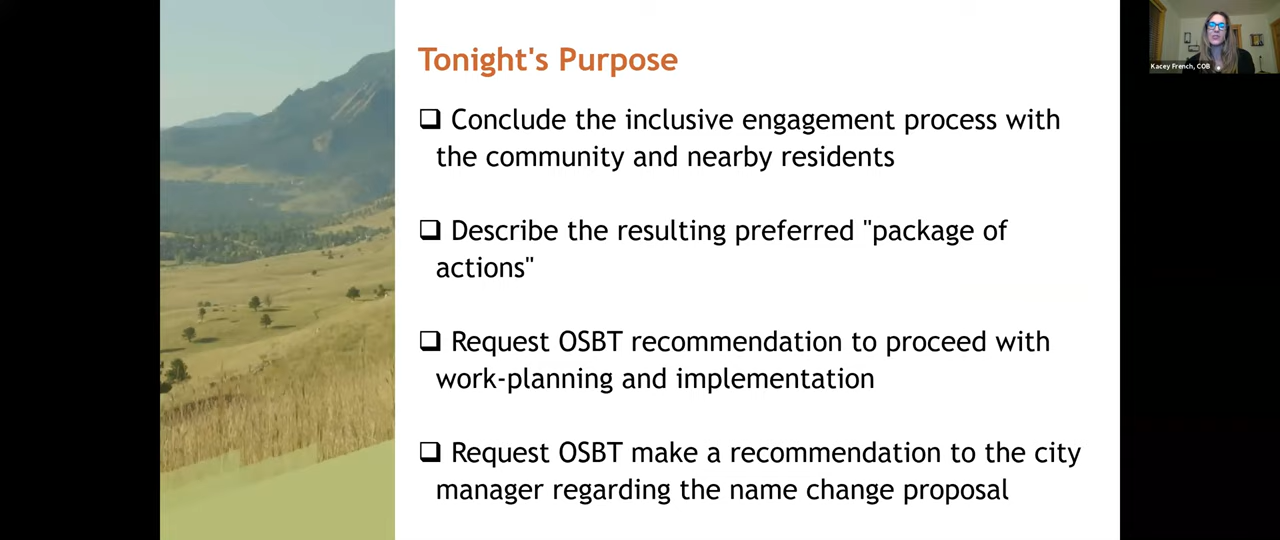 Tonight's Purpose
❑ Conclude the inclusive engagement process with
the community and nearby residents
❑ Describe the resulting preferred "package of
actions"
❑ Request OSBT recommendation to proceed with
work-planning and implementation
❑ Request OSBT make a recommendation to the city
manager regarding the name change proposal
Kacey French, COB